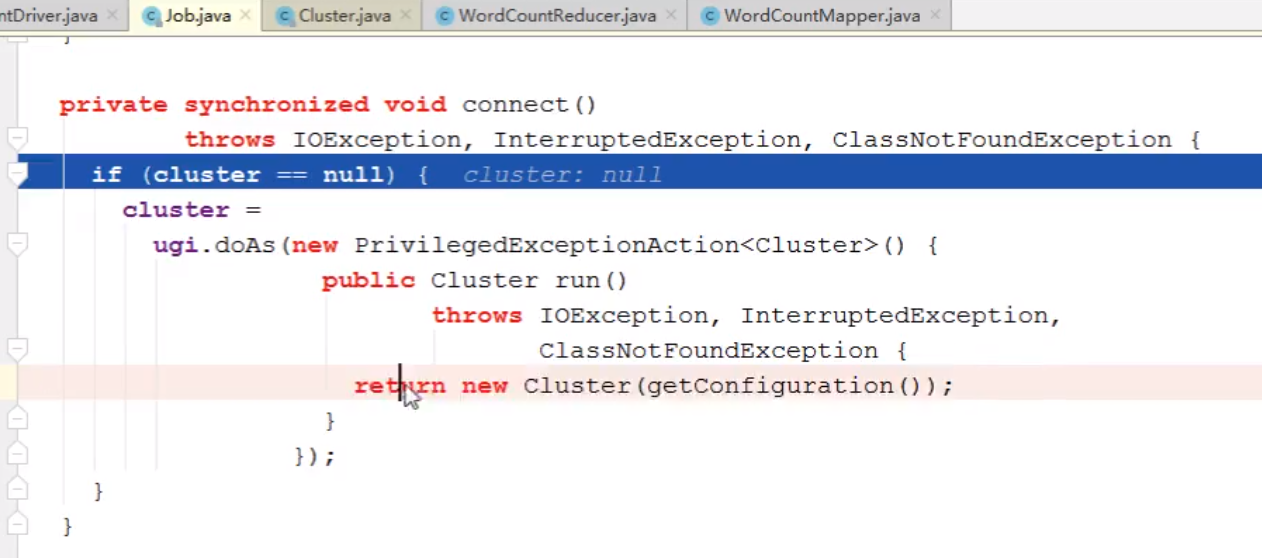 ntDriver.java × Job.java × Cluster.java × WordCountReducer.java × WordCountMapper.java ×
}
private synchronized void connect()
throws IOException, InterruptedException, ClassNotFoundException {
if (cluster == null) { cluster: null
cluster =
ugi.doAs(new PrivilegedExceptionAction<Cluster>() {
public Cluster run()
throws IOException, InterruptedException,
ClassNotFoundException {
return new Cluster(getConfiguration());
}
});
}
}